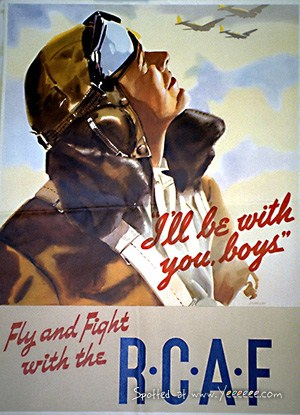 I'll be with
you, boys"
Fly and Fight
with the
R·C·A·F
Spotted at www.Yeeeeee.com